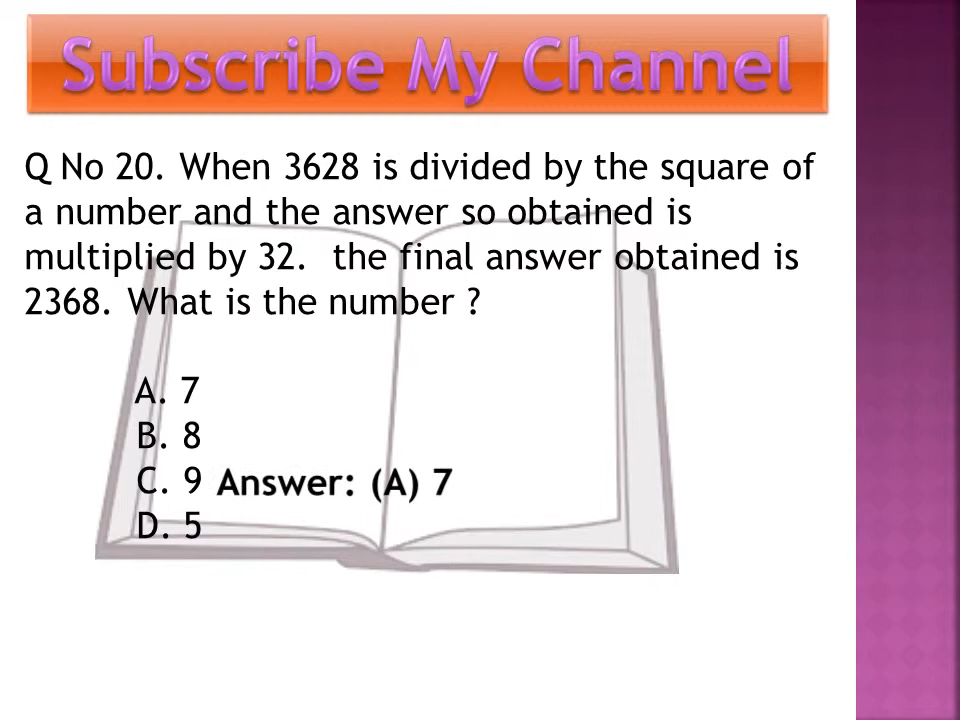 Subscribe My Channel
Q No 20. When 3628 is divided by the square of
a number and the answer so obtained is
multiplied by 32.  the final answer obtained is
2368. What is the number ?
A. 7
B. 8
C. 9 Answer: (A) 7
D. 5